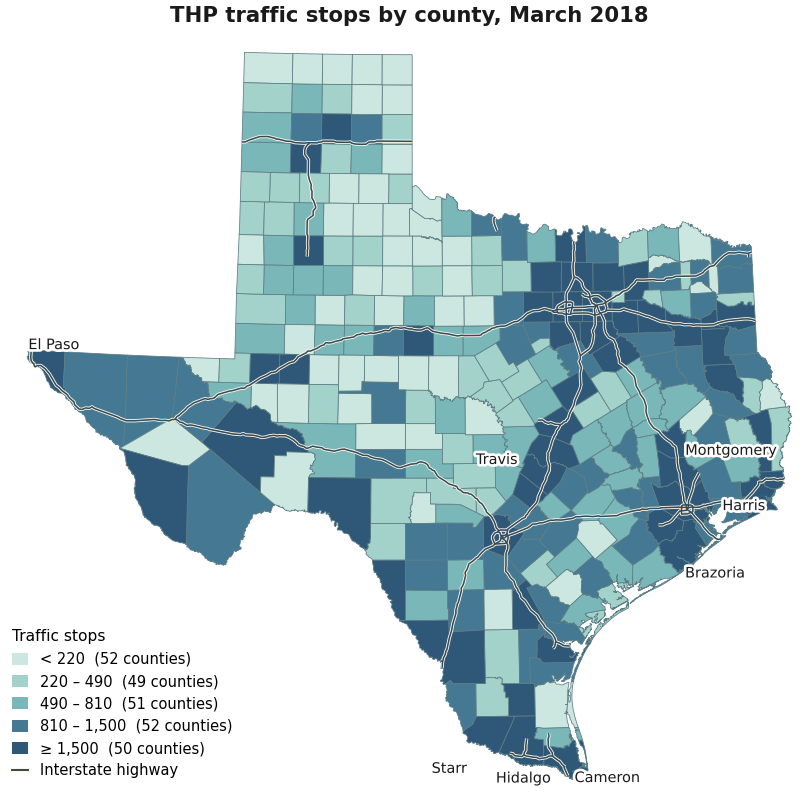 THP traffic stops by county, March 2018
El Paso
Travis
Montgomery
Harris
Brazoria
Traffic stops
< 220  (52 counties)
220 – 490  (49 counties)
490 – 810  (51 counties)
810 – 1,500  (52 counties)
≥ 1,500  (50 counties)
Interstate highway
Starr
Hidalgo
Cameron